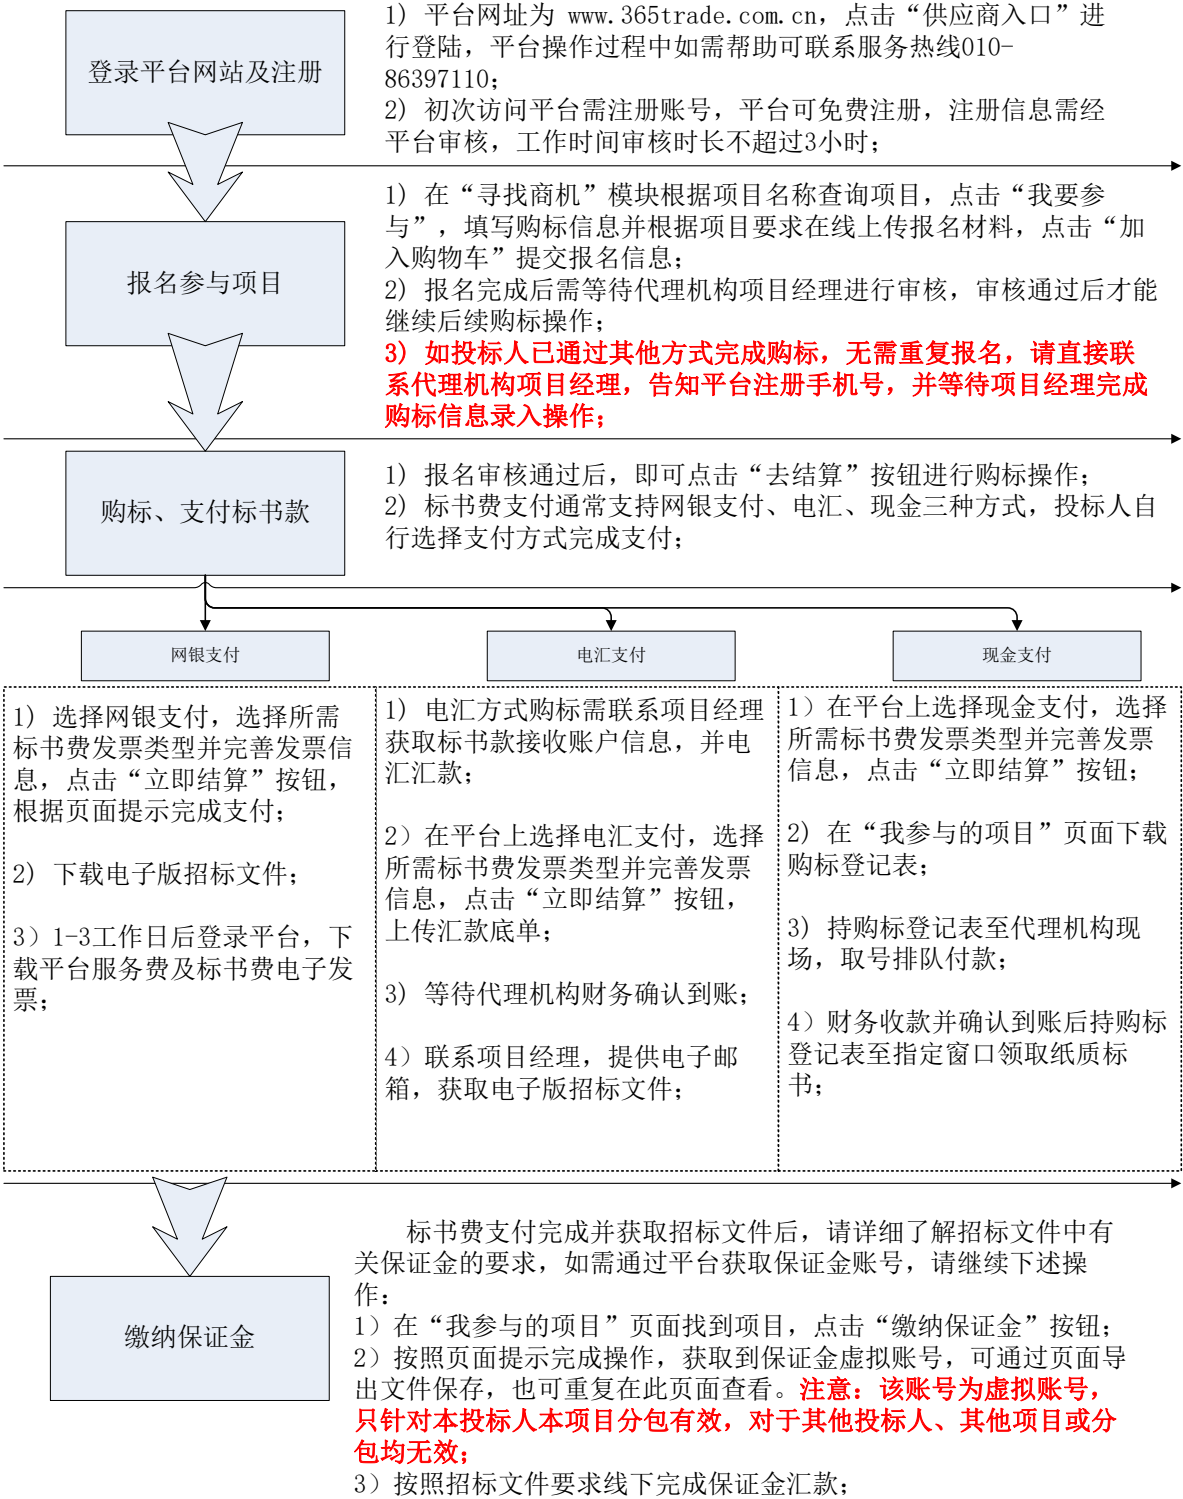 登录平台网站及注册
1) 平台网址为 www.365trade.com.cn，点击“供应商入口”进
行登陆，平台操作过程中如需帮助可联系服务热线010-
86397110；
2) 初次访问平台需注册账号，平台可免费注册，注册信息需经
平台审核，工作时间审核时长不超过3小时；
报名参与项目
1) 在“寻找商机”模块根据项目名称查询项目，点击“我要参
与”，填写购标信息并根据项目要求在线上传报名材料，点击“加
入购物车”提交报名信息；
2) 报名完成后需等待代理机构项目经理进行审核，审核通过后才能
继续后续购标操作；
3) 如投标人已通过其他方式完成购标，无需重复报名，请直接联
系代理机构项目经理，告知平台注册手机号，并等待项目经理完成
购标信息录入操作；
购标、支付标书款
1) 报名审核通过后，即可点击“去结算”按钮进行购标操作；
2) 标书费支付通常支持网银支付、电汇、现金三种方式，投标人自
行选择支付方式完成支付；
网银支付
1) 选择网银支付，选择所需
标书费发票类型并完善发票信
息，点击“立即结算”按钮，
根据页面提示完成支付；
2) 下载电子版招标文件；
3）1-3工作日后登录平台，下
载平台服务费及标书费电子发
票；
电汇支付
1) 电汇方式购标需联系项目经理
获取标书款接收账户信息，并电
汇汇款；
2）在平台上选择电汇支付，选择
所需标书费发票类型并完善发票
信息，点击“立即结算”按钮，
上传汇款底单；
3) 等待代理机构财务确认到账；
4）联系项目经理，提供电子邮
箱，获取电子版招标文件；
现金支付
1）在平台上选择现金支付，选择
所需标书费发票类型并完善发票
信息，点击“立即结算”按钮；
2) 在“我参与的项目”页面下载
购标登记表；
3) 持购标登记表至代理机构现
场，取号排队付款；
4）财务收款并确认到账后持购标
登记表至指定窗口领取纸质标
书；
缴纳保证金
标书费支付完成并获取招标文件后，请详细了解招标文件中有
关保证金的要求，如需通过平台获取保证金账号，请继续下述操
作：
1）在“我参与的项目”页面找到项目，点击“缴纳保证金”按钮；
2）按照页面提示完成操作，获取到保证金虚拟账号，可通过页面导
出文件保存，也可重复在此页面查看。注意：该账号为虚拟账号，
只针对本投标人本项目分包有效，对于其他投标人、其他项目或分
包均无效；
3）按照招标文件要求线下完成保证金汇款；